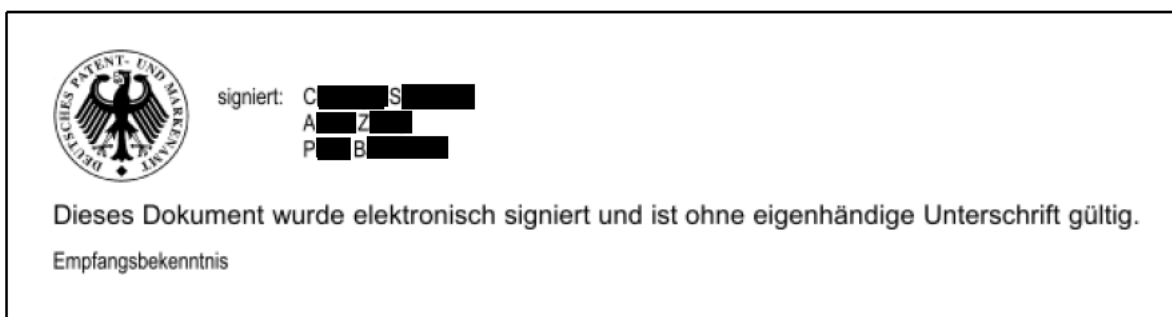 DEUTSCHES PATENT- UND MARKENAMT
signiert: C S
A Z
P B
Dieses Dokument wurde elektronisch signiert und ist ohne eigenhändige Unterschrift gültig.
Empfangsbekenntnis